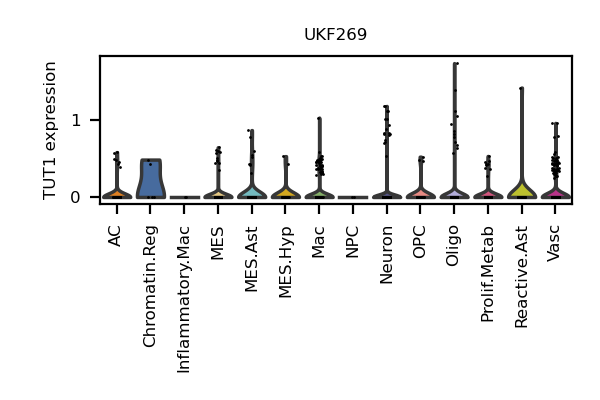 UKF269
TUT1 expression
1
0
AC
Chromatin.Reg
Inflammatory.Mac
MES
MES.Ast
MES.Hyp
Mac
NPC
Neuron
OPC
Oligo
Prolif.Metab
Reactive.Ast
Vasc